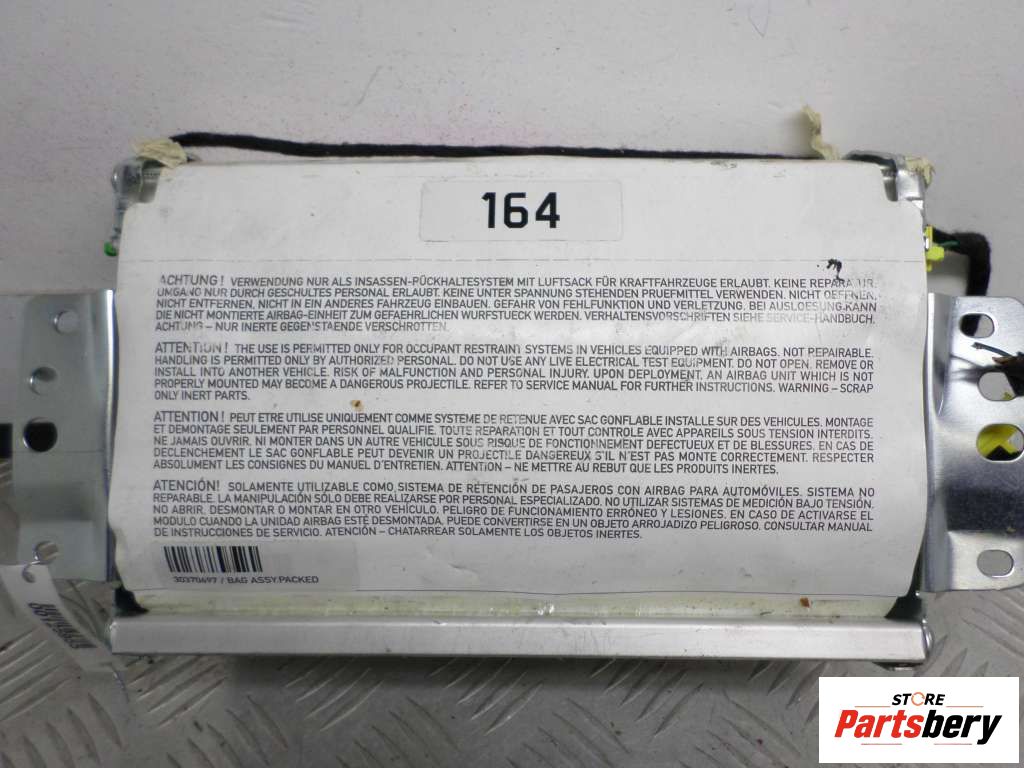 164
ACHTUNG! VERWENDUNG NUR ALS INSASSEN-RÜCKHALTESYSTEM MIT LUFTSACK FÜR KRAFTFAHRZEUGE ERLAUBT. KEINE REPARATUR.
UMGANG NUR DURCH GESCHULTES PERSONAL ERLAUBT. KEINE UNTER SPANNUNG STEHENDEN PRUEFMITTEL VERWENDEN. NICHT OEFFNEN,
NICHT ENTFERNEN, NICHT IN EIN ANDERES FAHRZEUG EINBAUEN. GEFAHR VON FEHLFUNKTION UND VERLETZUNG. BEI AUSLOESUNG KANN
DIE NICHT MONTIERTE AIRBAG-EINHEIT ZUM GEFAEHRLICHEN WURFSTUECK WERDEN. VERHALTENSVORSCHRIFTEN SIEHE SERVICE-HANDBUCH.
ACHTUNG – NUR INERTE GEGENSTAENDE VERSCHROTTEN.
ATTENTION! THE USE IS PERMITTED ONLY FOR OCCUPANT RESTRAINT SYSTEMS IN VEHICLES EQUIPPED WITH AIRBAGS. NOT REPAIRABLE.
HANDLING IS PERMITTED ONLY BY AUTHORIZED PERSONAL. DO NOT USE ANY LIVE ELECTRICAL TEST EQUIPMENT. DO NOT OPEN. REMOVE OR
INSTALL INTO ANOTHER VEHICLE. RISK OF MALFUNCTION AND PERSONAL INJURY. UPON DEPLOYMENT, AN AIRBAG UNIT WHICH IS NOT
PROPERLY MOUNTED MAY BECOME A DANGEROUS PROJECTILE. REFER TO SERVICE MANUAL FOR FURTHER INSTRUCTIONS. WARNING – SCRAP
ONLY INERT PARTS.
ATTENTION! PEUT ETRE UTILISE UNIQUEMENT COMME SYSTEME DE RETENUE AVEC SAC GONFLABLE INSTALLE SUR DES VEHICULES. MONTAGE
ET DEMONTAGE SEULEMENT PAR PERSONNEL QUALIFIE. TOUTE REPARATION ET TOUT CONTROLE AVEC APPAREILS SOUS TENSION INTERDITS.
NE JAMAIS OUVRIR. NI MONTER DANS UN AUTRE VEHICULE SOUS RISQUE DE FONCTIONEMENT DEFECTUEUX ET DE BLESSURES. EN CAS DE
DECLENCHEMENT LE SAC GONFLABLE PEUT DEVENIR UN PROJECTILE DANGEREUX S'IL N'EST PAS MONTE CORRECTEMENT. RESPECTER
ABSOLUMENT LES CONSIGNES DU MANUEL D'ENTRETIEN. ATTENTION – NE METTRE AU REBUT QUE LES PRODUITS INERTES.
ATENCIÓN! SOLAMENTE UTILIZABLE COMO SISTEMA DE RETENCIÓN DE PASAJEROS CON AIRBAG PARA AUTOMÓVILES. SISTEMA NO
REPARABLE. LA MANIPULACIÓN SÓLO DEBE REALIZARSE POR PERSONAL ESPECIALIZADO. NO UTILIZAR SISTEMAS DE MEDICIÓN BAJO TENSIÓN.
NO ABRIR, DESMONTAR O MONTAR EN OTRO VEHÍCULO. PELIGRO DE FUNCIONAMIENTO ERRÓNEO Y LESIONES. EN CASO DE ACTIVARSE EL
MODULO CUANDO LA UNIDAD AIRBAG ESTÉ DESMONTADA, PUEDE CONVERTIRSE EN UN OBJETO ARROJADIZO PELIGROSO. CONSULTAR MANUAL
DE INSTRUCCIONES DE SERVICIO. ATENCIÓN – CHATARREAR SOLAMENTE LOS OBJETOS INERTES.
30370697 / BAG ASSY.PACKED
STORE
Partsbery